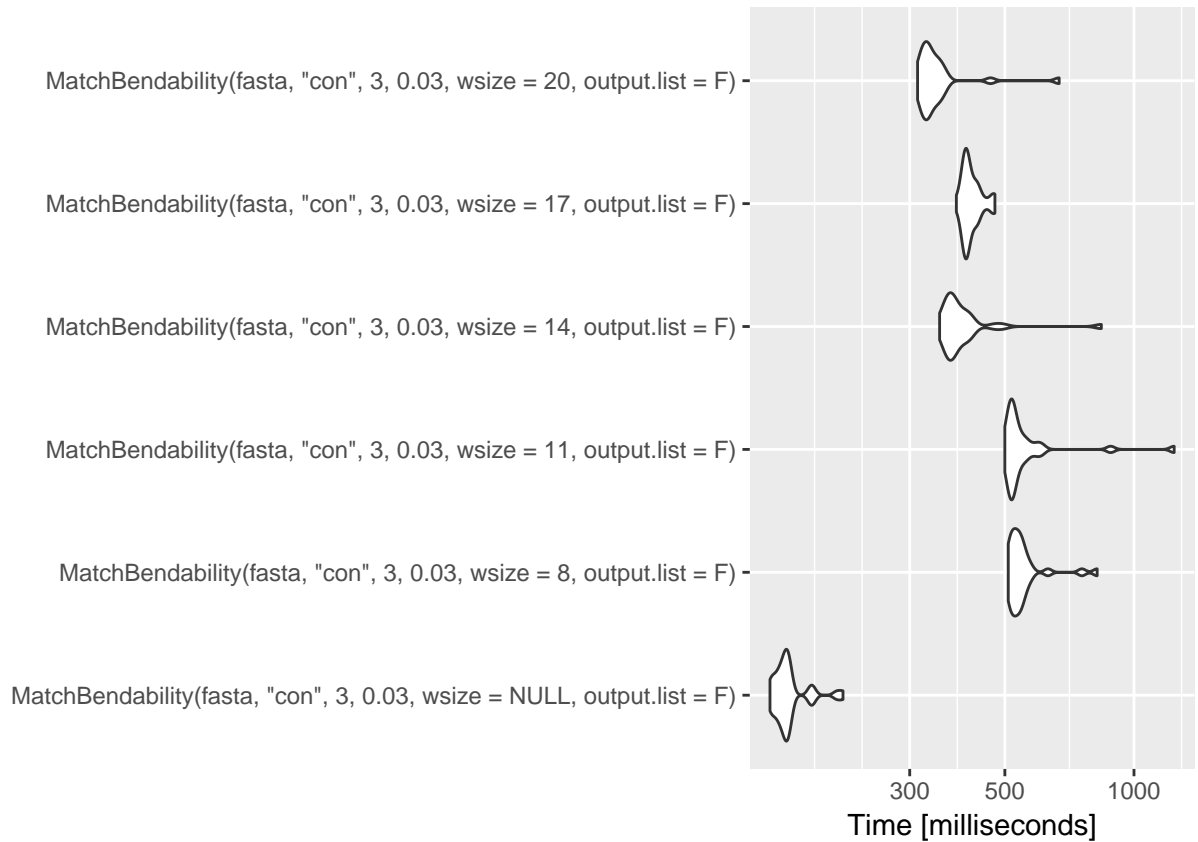 MatchBendability(fasta, "con", 3, 0.03, wsize = 20, output.list = F)
MatchBendability(fasta, "con", 3, 0.03, wsize = 17, output.list = F)
MatchBendability(fasta, "con", 3, 0.03, wsize = 14, output.list = F)
MatchBendability(fasta, "con", 3, 0.03, wsize = 11, output.list = F)
MatchBendability(fasta, "con", 3, 0.03, wsize = 8, output.list = F)
MatchBendability(fasta, "con", 3, 0.03, wsize = NULL, output.list = F)
300 500 1000
Time [milliseconds]